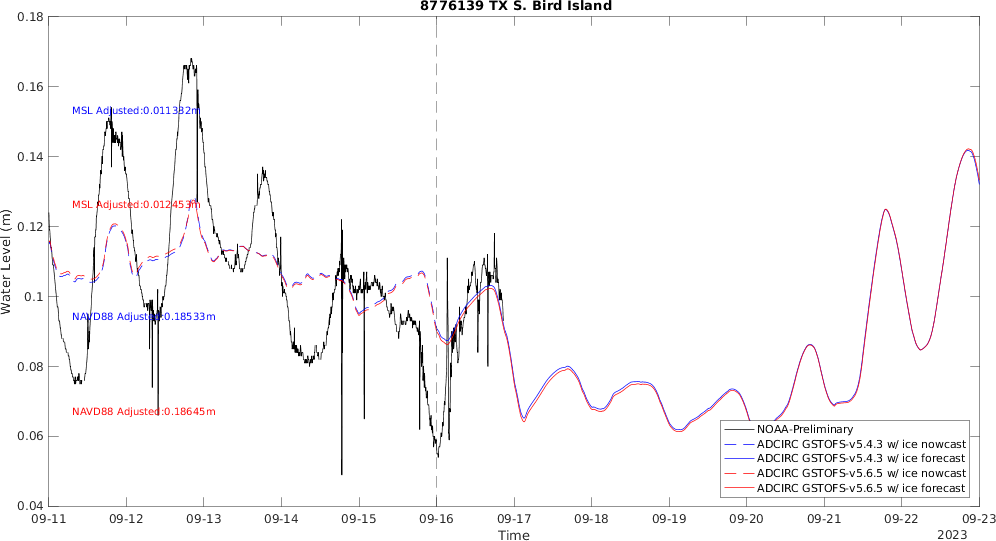 8776139 TX S. Bird Island
Water Level (m)
0.18
0.16
0.14
0.12
0.1
0.08
0.06
0.04
MSL Adjusted:0.011332m
MSL Adjusted:0.012453m
NAVD88 Adjusted:0.18533m
NAVD88 Adjusted:0.18645m
NOAA-Preliminary
ADCIRC GSTOFS-v5.4.3 w/ ice nowcast
ADCIRC GSTOFS-v5.4.3 w/ ice forecast
ADCIRC GSTOFS-v5.6.5 w/ ice nowcast
ADCIRC GSTOFS-v5.6.5 w/ ice forecast
09-11 09-12 09-13 09-14 09-15 09-16 09-17 09-18 09-19 09-20 09-21 09-22 09-23
Time
2023